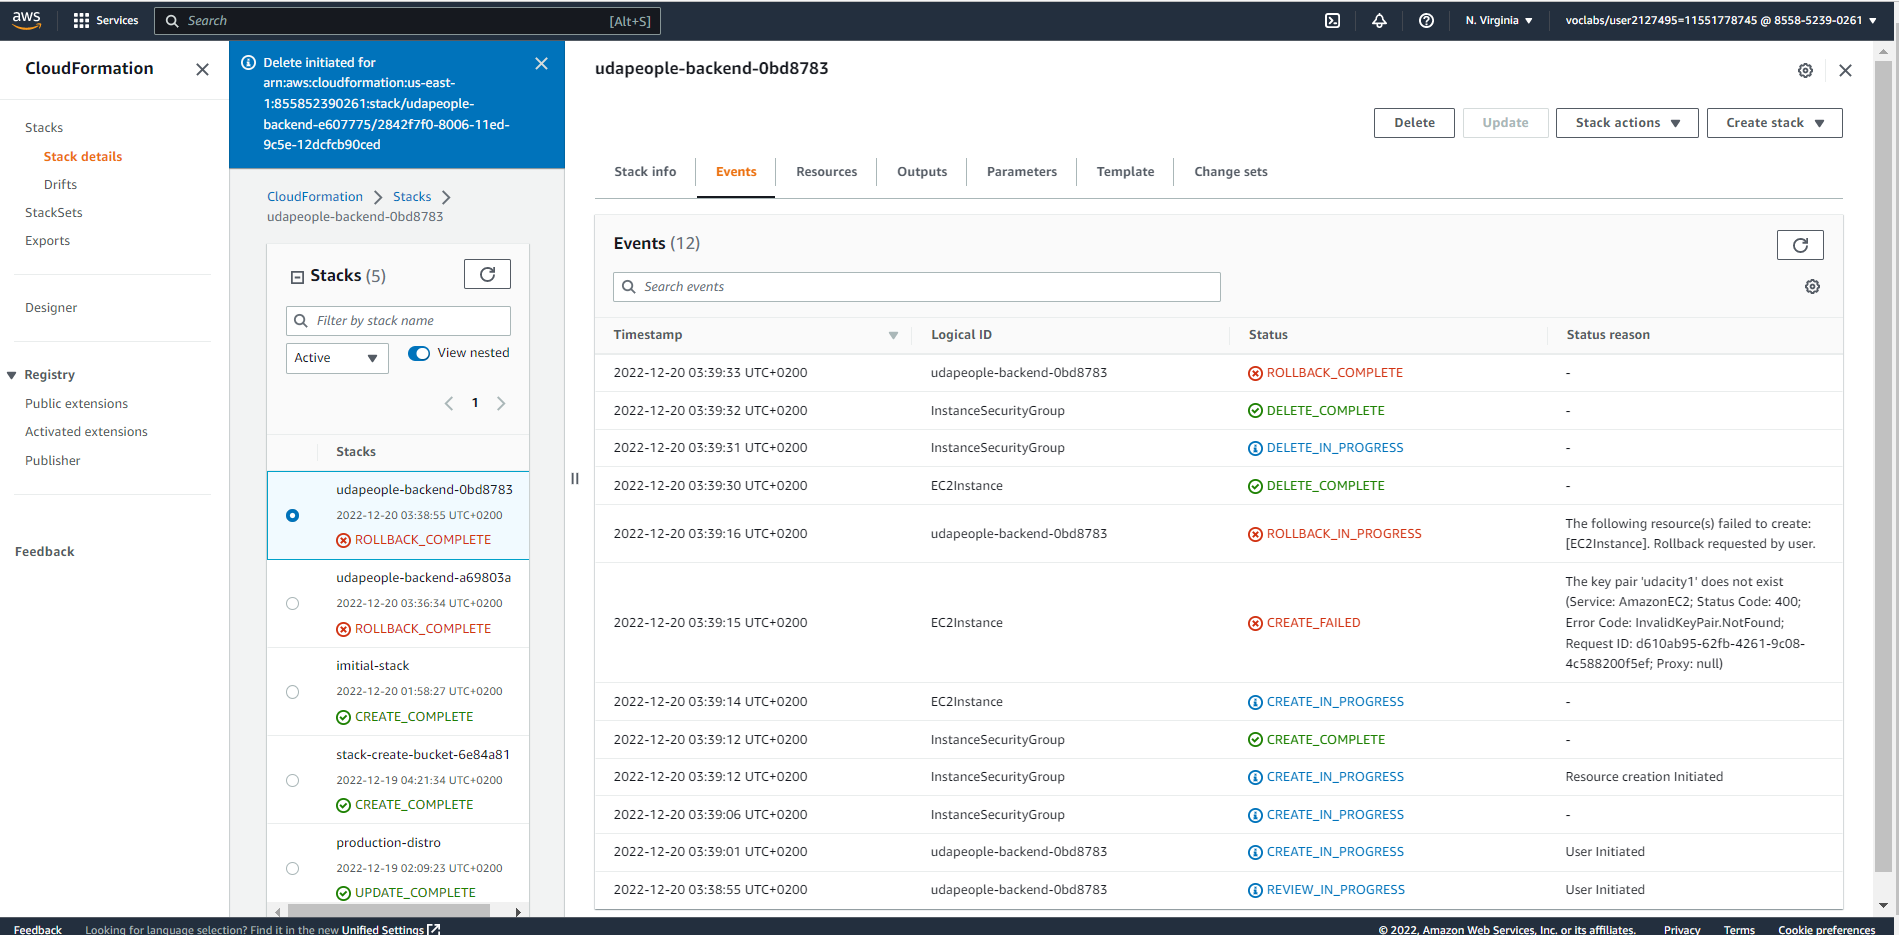 aws
Services
Search
[Alt+S]
N. Virginia
voclabs/user2127495=11551778745 @ 8558-5239-0261
CloudFormation
Stacks
Stack details
Drifts
StackSets
Exports
Designer
Registry
Public extensions
Activated extensions
Publisher
Feedback
Delete initiated for
arn:aws:cloudformation:us-east-
1:855852390261:stack/udapeople-
backend-e607775/2842f7f0-8006-11ed-
9c5e-12dcfcb90ced
CloudFormation
Stacks
udapeople-backend-0bd8783
Stacks (5)
Filter by stack name
Active
View nested
1
Stacks
udapeople-backend-0bd8783
2022-12-20 03:38:55 UTC+0200
ROLLBACK_COMPLETE
udapeople-backend-a69803a
2022-12-20 03:36:34 UTC+0200
ROLLBACK_COMPLETE
imitial-stack
2022-12-20 01:58:27 UTC+0200
CREATE_COMPLETE
stack-create-bucket-6e84a81
2022-12-19 04:21:34 UTC+0200
CREATE_COMPLETE
production-distro
2022-12-19 02:09:23 UTC+0200
UPDATE_COMPLETE
udapeople-backend-0bd8783
Delete
Update
Stack actions
Create stack
Stack info
Events
Resources
Outputs
Parameters
Template
Change sets
Events (12)
Search events
Timestamp Logical ID Status Status reason
2022-12-20 03:39:33 UTC+0200 udapeople-backend-0bd8783 ROLLBACK_COMPLETE -
2022-12-20 03:39:32 UTC+0200 InstanceSecurityGroup DELETE_COMPLETE -
2022-12-20 03:39:31 UTC+0200 InstanceSecurityGroup DELETE_IN_PROGRESS -
2022-12-20 03:39:30 UTC+0200 EC2Instance DELETE_COMPLETE -
2022-12-20 03:39:16 UTC+0200 udapeople-backend-0bd8783 ROLLBACK_IN_PROGRESS
The following resource(s) failed to create:
[EC2Instance]. Rollback requested by user.
2022-12-20 03:39:15 UTC+0200 EC2Instance CREATE_FAILED
The key pair 'udacity1' does not exist
(Service: AmazonEC2; Status Code: 400;
Error Code: InvalidKeyPair.NotFound;
Request ID: d610ab95-62fb-4261-9c08-
4c588200f5ef; Proxy: null)
2022-12-20 03:39:14 UTC+0200 EC2Instance CREATE_IN_PROGRESS -
2022-12-20 03:39:12 UTC+0200 InstanceSecurityGroup CREATE_COMPLETE -
2022-12-20 03:39:12 UTC+0200 InstanceSecurityGroup CREATE_IN_PROGRESS Resource creation Initiated
2022-12-20 03:39:06 UTC+0200 InstanceSecurityGroup CREATE_IN_PROGRESS -
2022-12-20 03:39:01 UTC+0200 udapeople-backend-0bd8783 CREATE_IN_PROGRESS User Initiated
2022-12-20 03:38:55 UTC+0200 udapeople-backend-0bd8783 REVIEW_IN_PROGRESS User Initiated
Feedback
Looking for language selection? Find it in the new Unified Settings
© 2022, Amazon Web Services, Inc. or its affiliates.
Privacy
Terms
Cookie preferences